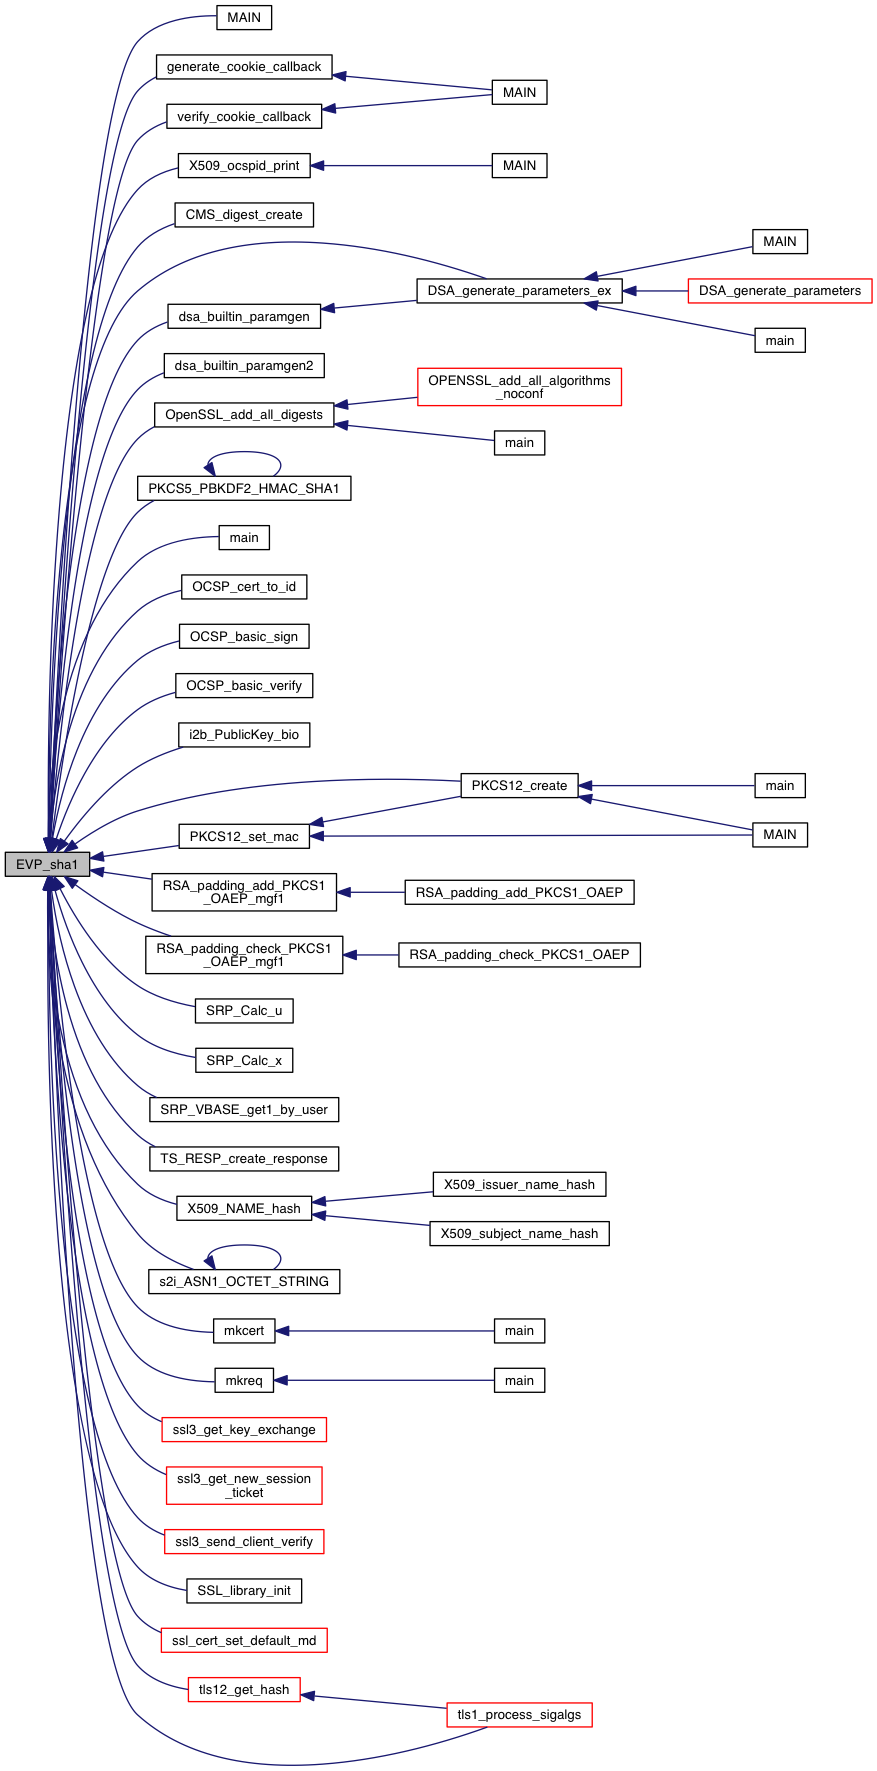 MAIN
generate_cookie_callback
MAIN
verify_cookie_callback
X509_ocspid_print
MAIN
CMS_digest_create
MAIN
DSA_generate_parameters_ex
DSA_generate_parameters
dsa_builtin_paramgen
main
dsa_builtin_paramgen2
OPENSSL_add_all_algorithms
_noconf
OpenSSL_add_all_digests
main
PKCS5_PBKDF2_HMAC_SHA1
main
OCSP_cert_to_id
OCSP_basic_sign
OCSP_basic_verify
i2b_PublicKey_bio
PKCS12_create
main
PKCS12_set_mac
MAIN
EVP_sha1
RSA_padding_add_PKCS1
_OAEP_mgf1
RSA_padding_add_PKCS1_OAEP
RSA_padding_check_PKCS1
_OAEP_mgf1
RSA_padding_check_PKCS1_OAEP
SRP_Calc_u
SRP_Calc_x
SRP_VBASE_get1_by_user
TS_RESP_create_response
X509_issuer_name_hash
X509_NAME_hash
X509_subject_name_hash
s2i_ASN1_OCTET_STRING
mkcert
main
mkreq
main
ssl3_get_key_exchange
ssl3_get_new_session
_ticket
ssl3_send_client_verify
SSL_library_init
ssl_cert_set_default_md
tls12_get_hash
tls1_process_sigalgs